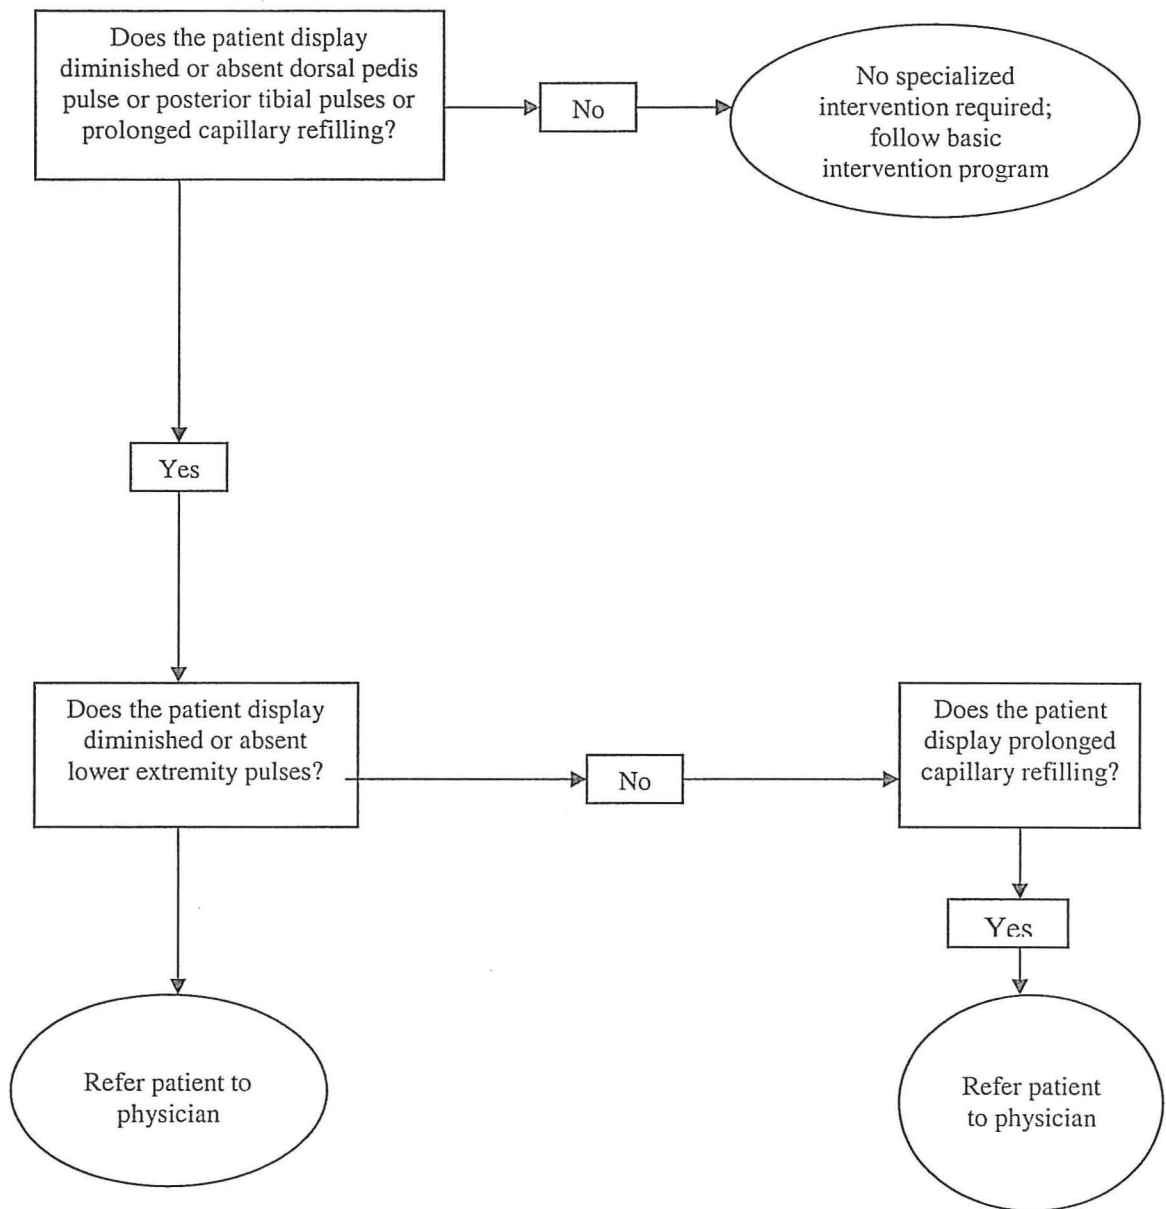 Does the patient display
diminished or absent dorsal pedis
pulse or posterior tibial pulses or
prolonged capillary refilling?
No
No specialized
intervention required;
follow basic
intervention program
Yes
Does the patient display
diminished or absent
lower extremity pulses?
No
Does the patient
display prolonged
capillary refilling?
Yes
Refer patient to
physician
Refer patient
to physician